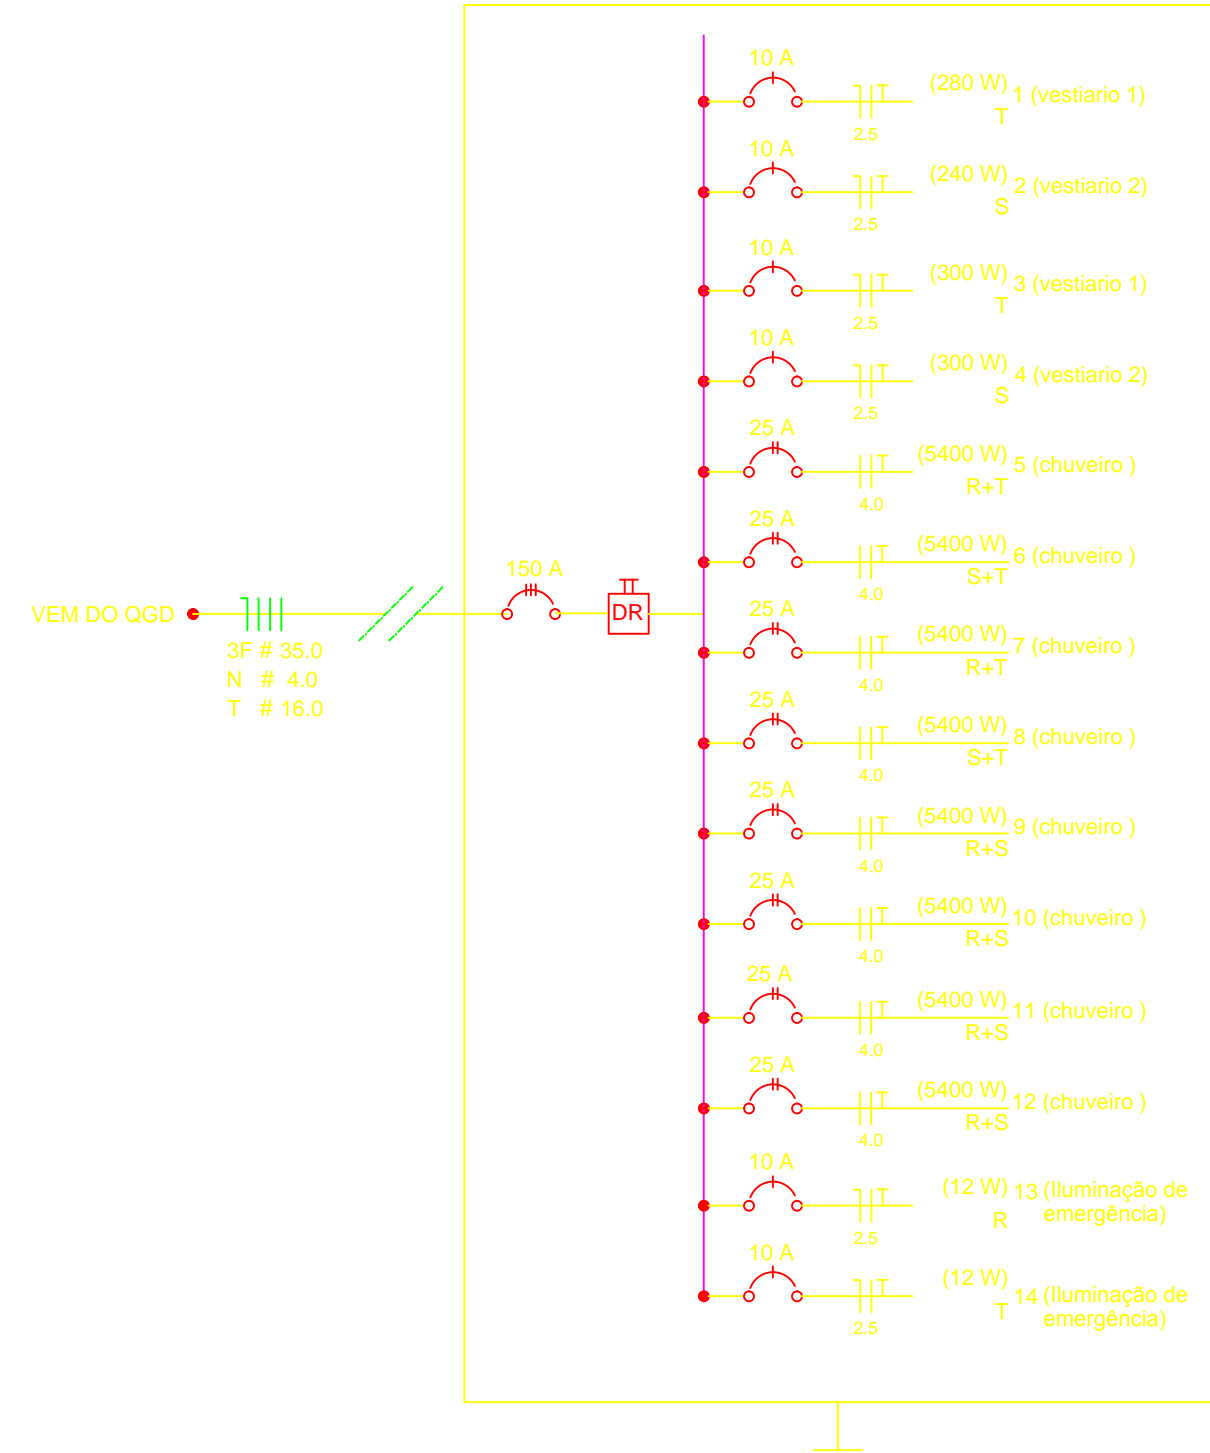 10 A
(280 W) 1 (vestiario 1)
T
T
2.5
10 A
(240 W) 2 (vestiario 2)
T
S
2.5
10 A
(300 W) 3 (vestiario 1)
T
T
2.5
10 A
(300 W) 4 (vestiario 2)
T
S
2.5
25 A
(5400 W) 5 (chuveiro )
T
R+T
4.0
25 A
(5400 W) 6 (chuveiro )
T
S+T
4.0
150 A
VEM DO QGD
DR
3F # 35.0
N # 4.0
T # 16.0
25 A
(5400 W) 7 (chuveiro )
T
R+T
4.0
25 A
(5400 W) 8 (chuveiro )
T
S+T
4.0
25 A
(5400 W) 9 (chuveiro )
T
R+S
4.0
25 A
(5400 W) 10 (chuveiro )
T
R+S
4.0
25 A
(5400 W) 11 (chuveiro )
T
R+S
4.0
25 A
(5400 W) 12 (chuveiro )
T
R+S
4.0
10 A
(12 W) 13 (Iluminação de
emergência)
T
R
2.5
10 A
(12 W) 14 (Iluminação de
emergência)
T
T
2.5